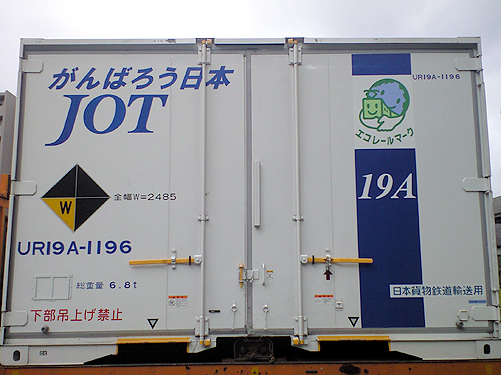 がんばろう日本
JOT
UR19A-1196
エコレールマーク
19A
W
全幅W=2485
UR19A-1196
総重量 6.8t
日本貨物鉄道輸送用
下部吊上げ禁止